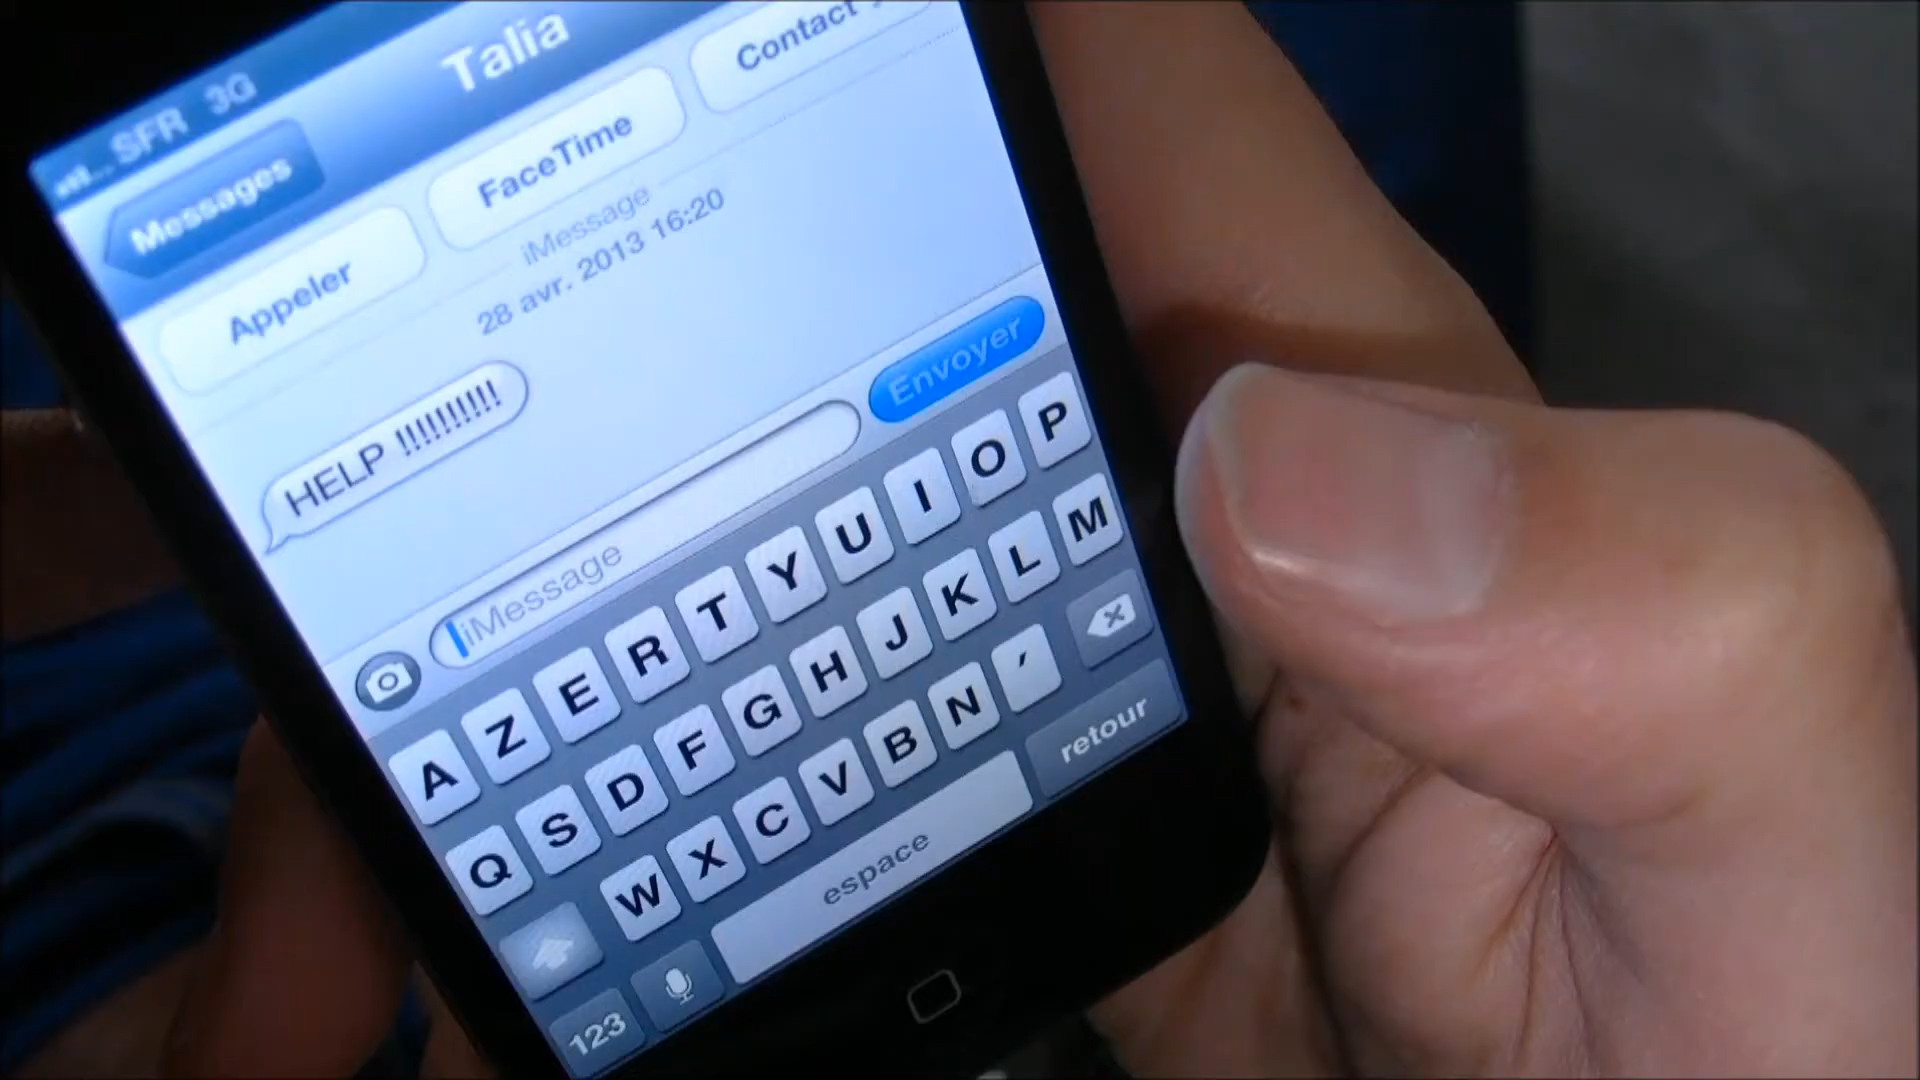 SFR 3G
Messages
Talia
Appeler
FaceTime
Contact
iMessage
28 avr. 2013 16:20
HELP !!!!!!!!!!
iMessage
Envoyer
A Z E R T Y U I O P
Q S D F G H J K L M
W X C V B N ´
123
espace
retour